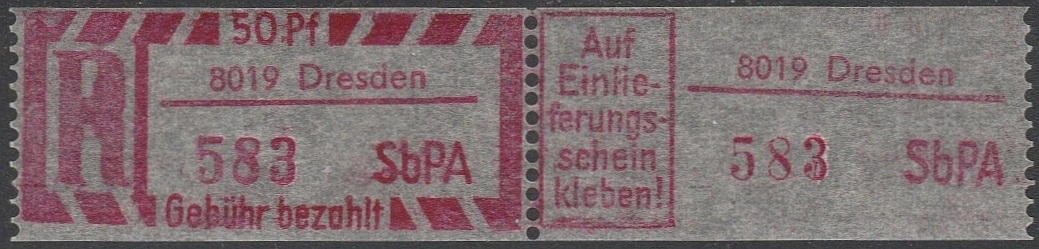 50 Pf
R
8019 Dresden
583 SbPA
Gebühr bezahlt
Auf
Einlie-
ferungs-
schein
kleben!
8019 Dresden
583 SbPA